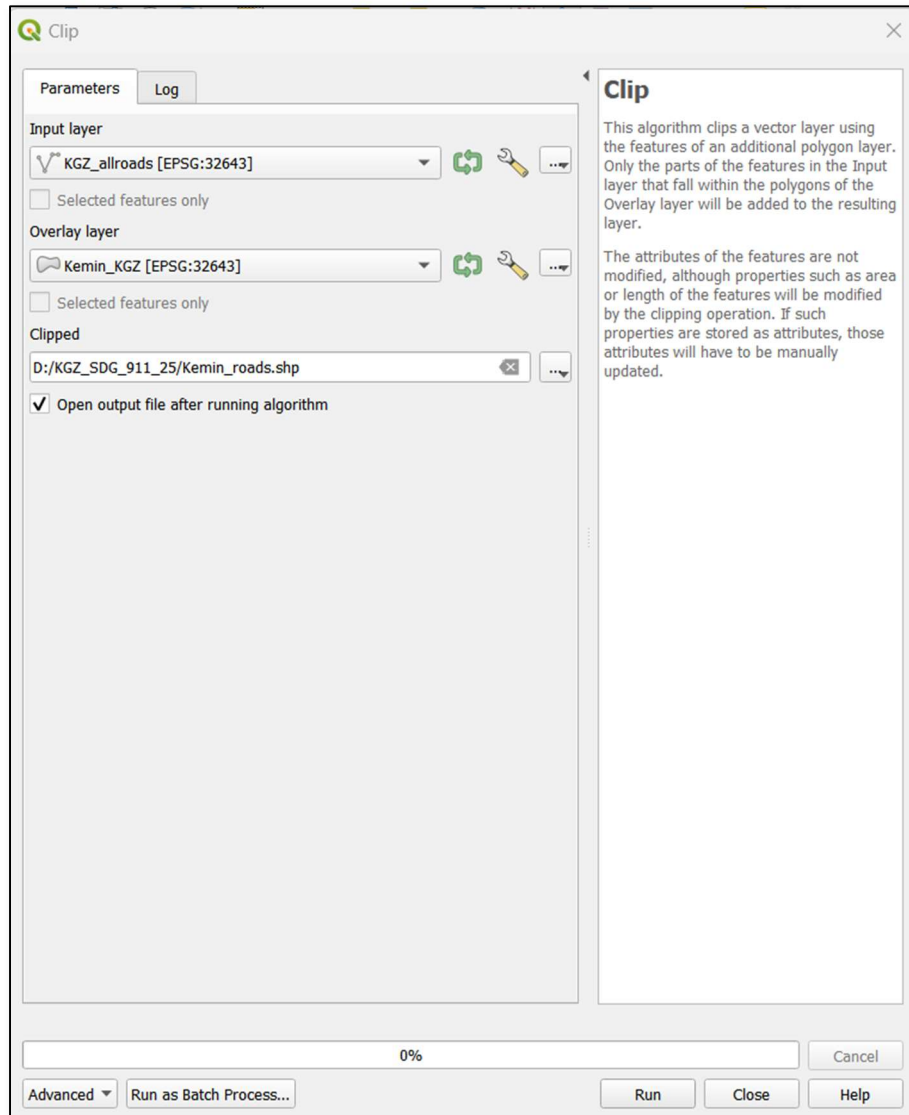 Clip
Parameters
Log
Input layer
KGZ_allroads [EPSG:32643]
...
Selected features only
Overlay layer
Kemin_KGZ [EPSG:32643]
...
Selected features only
Clipped
D:/KGZ_SDG_911_25/Kemin_roads.shp
...
Open output file after running algorithm
Clip
This algorithm clips a vector layer using
the features of an additional polygon layer.
Only the parts of the features in the Input
layer that fall within the polygons of the
Overlay layer will be added to the resulting
layer.
The attributes of the features are not
modified, although properties such as area
or length of the features will be modified
by the clipping operation. If such
properties are stored as attributes, those
attributes will have to be manually
updated.
0%
Cancel
Advanced
Run as Batch Process...
Run
Close
Help